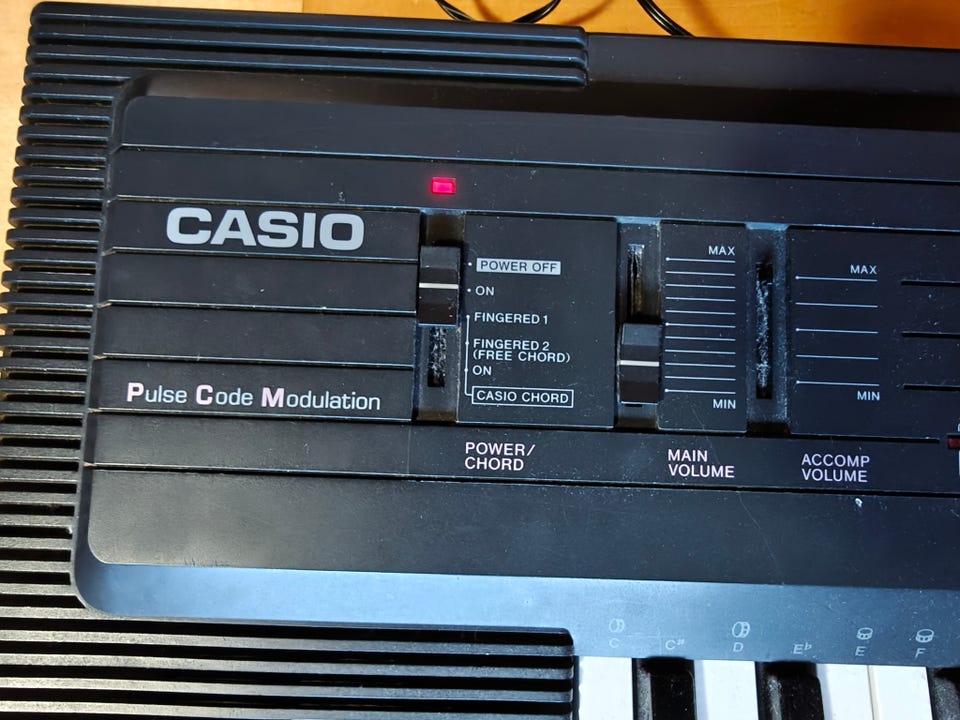 CASIO
Pulse Code Modulation
POWER OFF
ON
FINGERED 1
FINGERED 2
(FREE CHORD)
ON
CASIO CHORD
POWER/
CHORD
MAX
MIN
MAIN
VOLUME
MAX
MIN
ACCOMP
VOLUME
C C# D E♭ E F